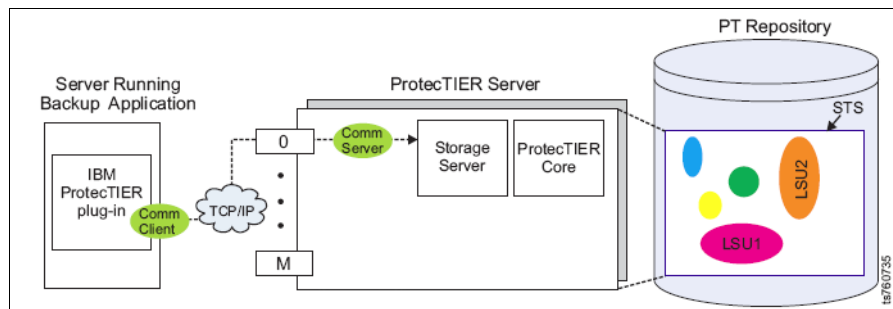 PT Repository
Server Running
Backup Application
ProtecTIER Server
STS
IBM
ProtecTIER
plug-in
Comm
Client
TCP/IP
0
M
Comm
Server
Storage
Server
ProtecTIER
Core
LSU2
LSU1
ts760735